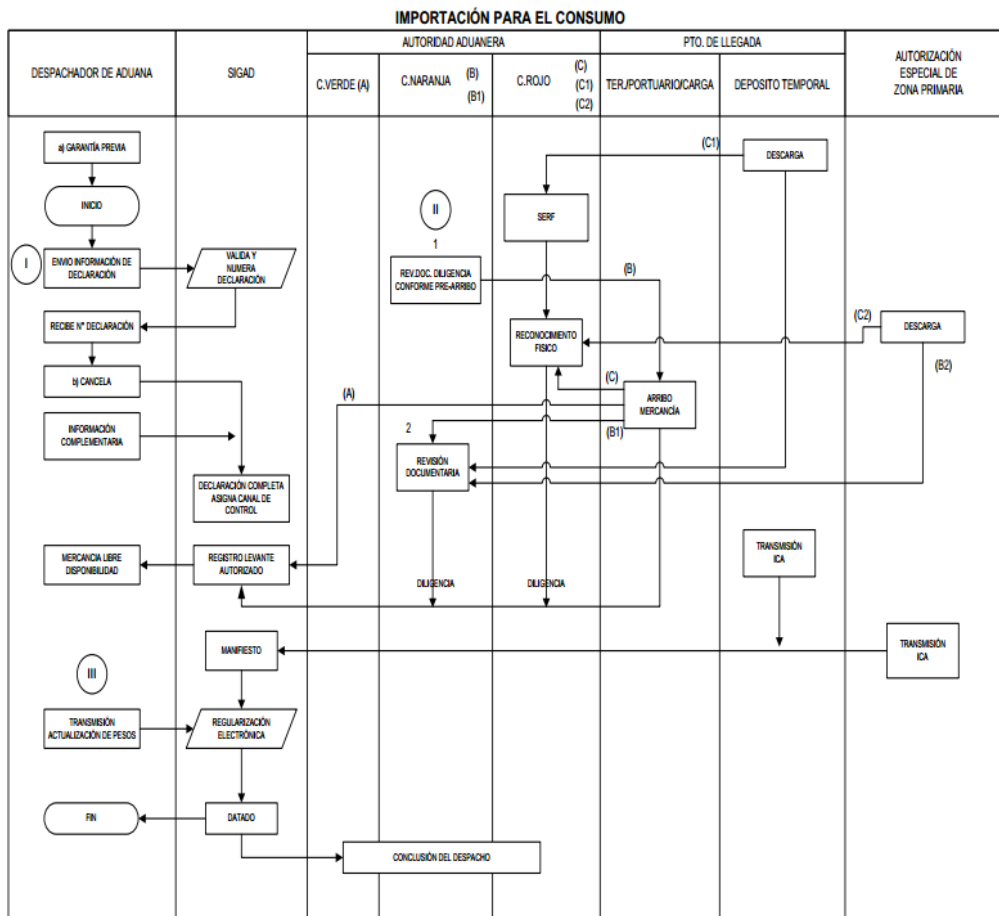 IMPORTACIÓN PARA EL CONSUMO
DESPACHADOR DE ADUANA
SIGAD
AUTORIDAD ADUANERA
C.VERDE (A)
C.NARANJA (B)
(B1)
C.ROJO (C)
(C1)
(C2)
PTO. DE LLEGADA
TER./PORTUARIO/CARGA
DEPOSITO TEMPORAL
AUTORIZACIÓN
ESPECIAL DE
ZONA PRIMARIA
a) GARANTÍA PREVIA
(C1)
DESCARGA
INICIO
II
SERF
1
I
ENVIO INFORMACIÓN DE
DECLARACIÓN
VALIDA Y
NUMERA
DECLARACIÓN
REV.DOC. DILIGENCIA
CONFORME PRE-ARRIBO
(B)
RECIBE N° DECLARACIÓN
RECONOCIMIENTO
FISICO
(C2)
DESCARGA
(B2)
b) CANCELA
(A)
(C)
ARRIBO
MERCANCÍA
INFORMACIÓN
COMPLEMENTARIA
2
(B1)
REVISIÓN
DOCUMENTARIA
DECLARACIÓN COMPLETA
ASIGNA CANAL DE
CONTROL
MERCANCIA LIBRE
DISPONIBILIDAD
REGISTRO LEVANTE
AUTORIZADO
TRANSMISIÓN
ICA
DILIGENCIA
DILIGENCIA
MANIFIESTO
TRANSMISIÓN
ICA
III
TRANSMISIÓN
ACTUALIZACIÓN DE PESOS
REGULARIZACIÓN
ELECTRÓNICA
FIN
DATADO
CONCLUSIÓN DEL DESPACHO